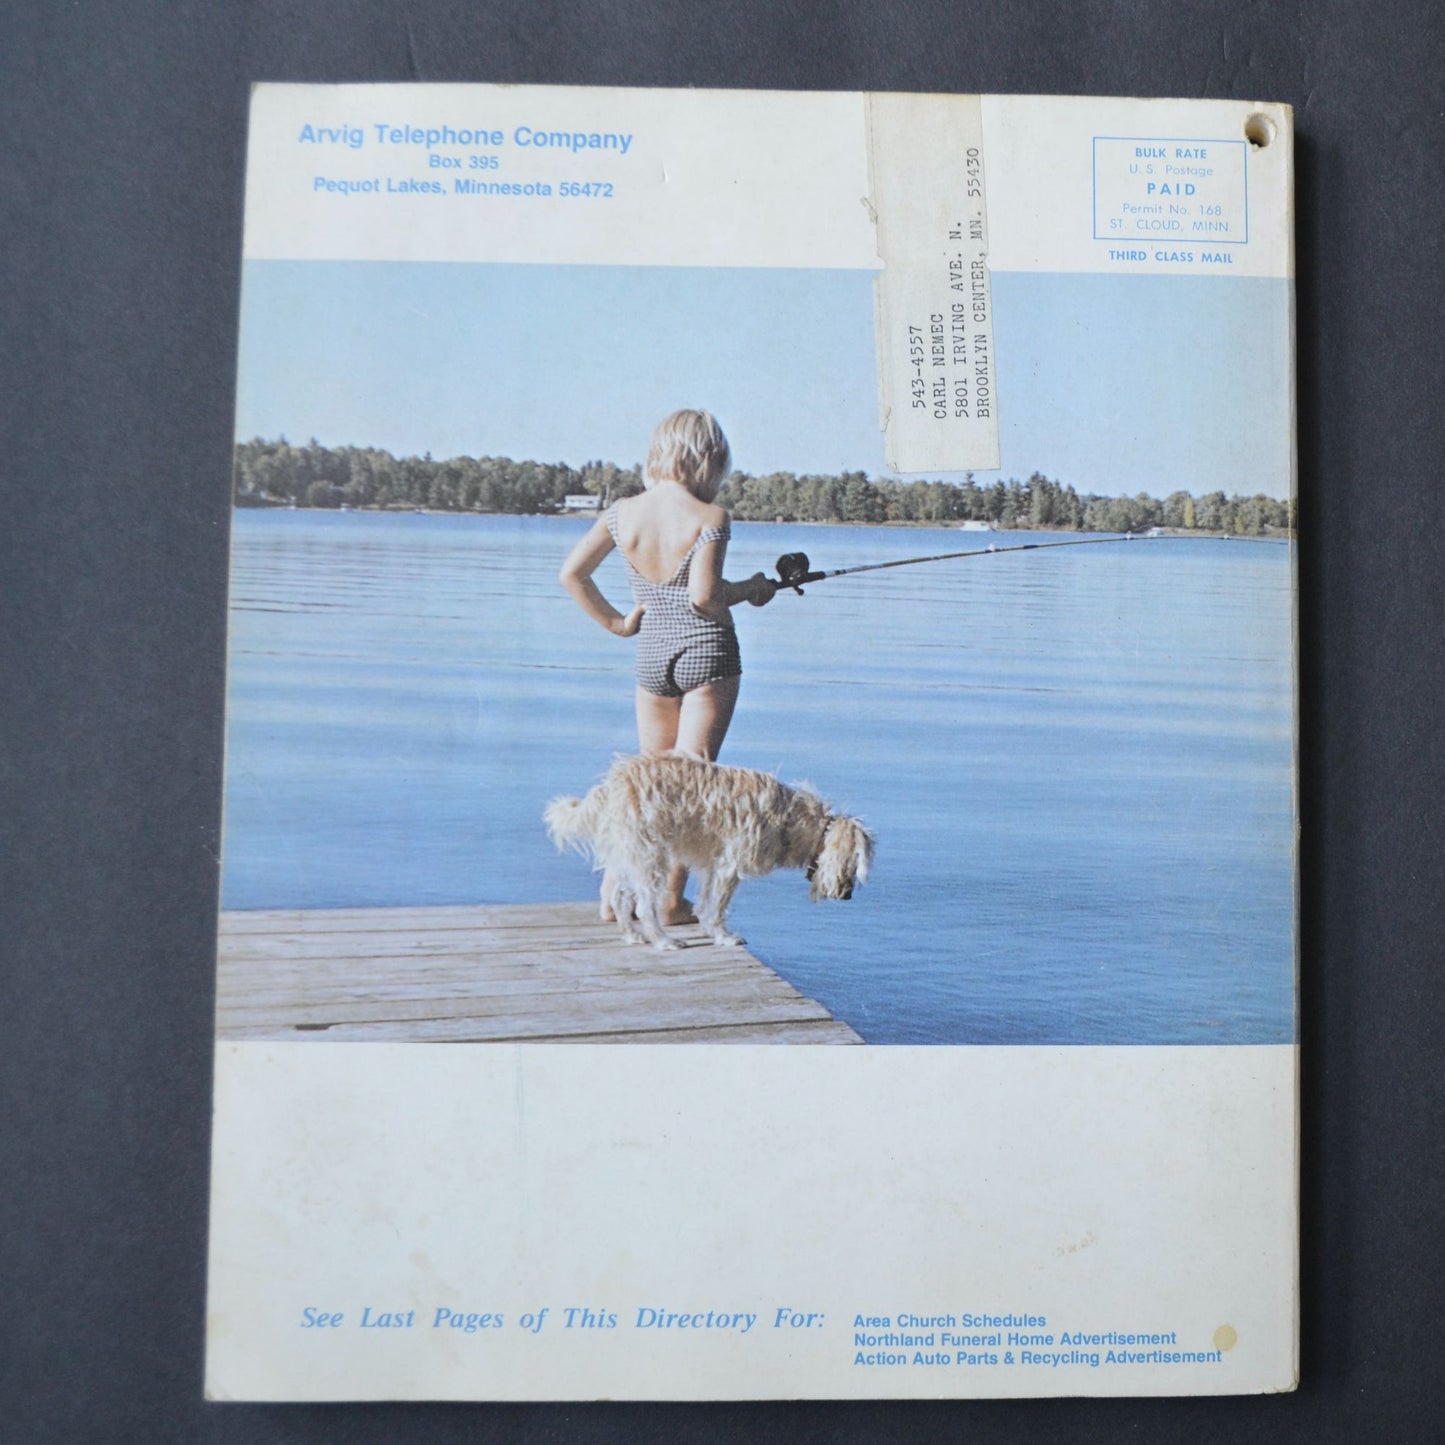 Arvig Telephone Company
Box 395
Pequot Lakes, Minnesota 56472
543-4557
CARL NEMEC
5801 IRVING AVE. N.
BROOKLYN CENTER, MN. 55430
BULK RATE
U. S. Postage
PAID
Permit No. 168
ST. CLOUD, MINN.
THIRD CLASS MAIL
See Last Pages of This Directory For:
Area Church Schedules
Northland Funeral Home Advertisement
Action Auto Parts & Recycling Advertisement